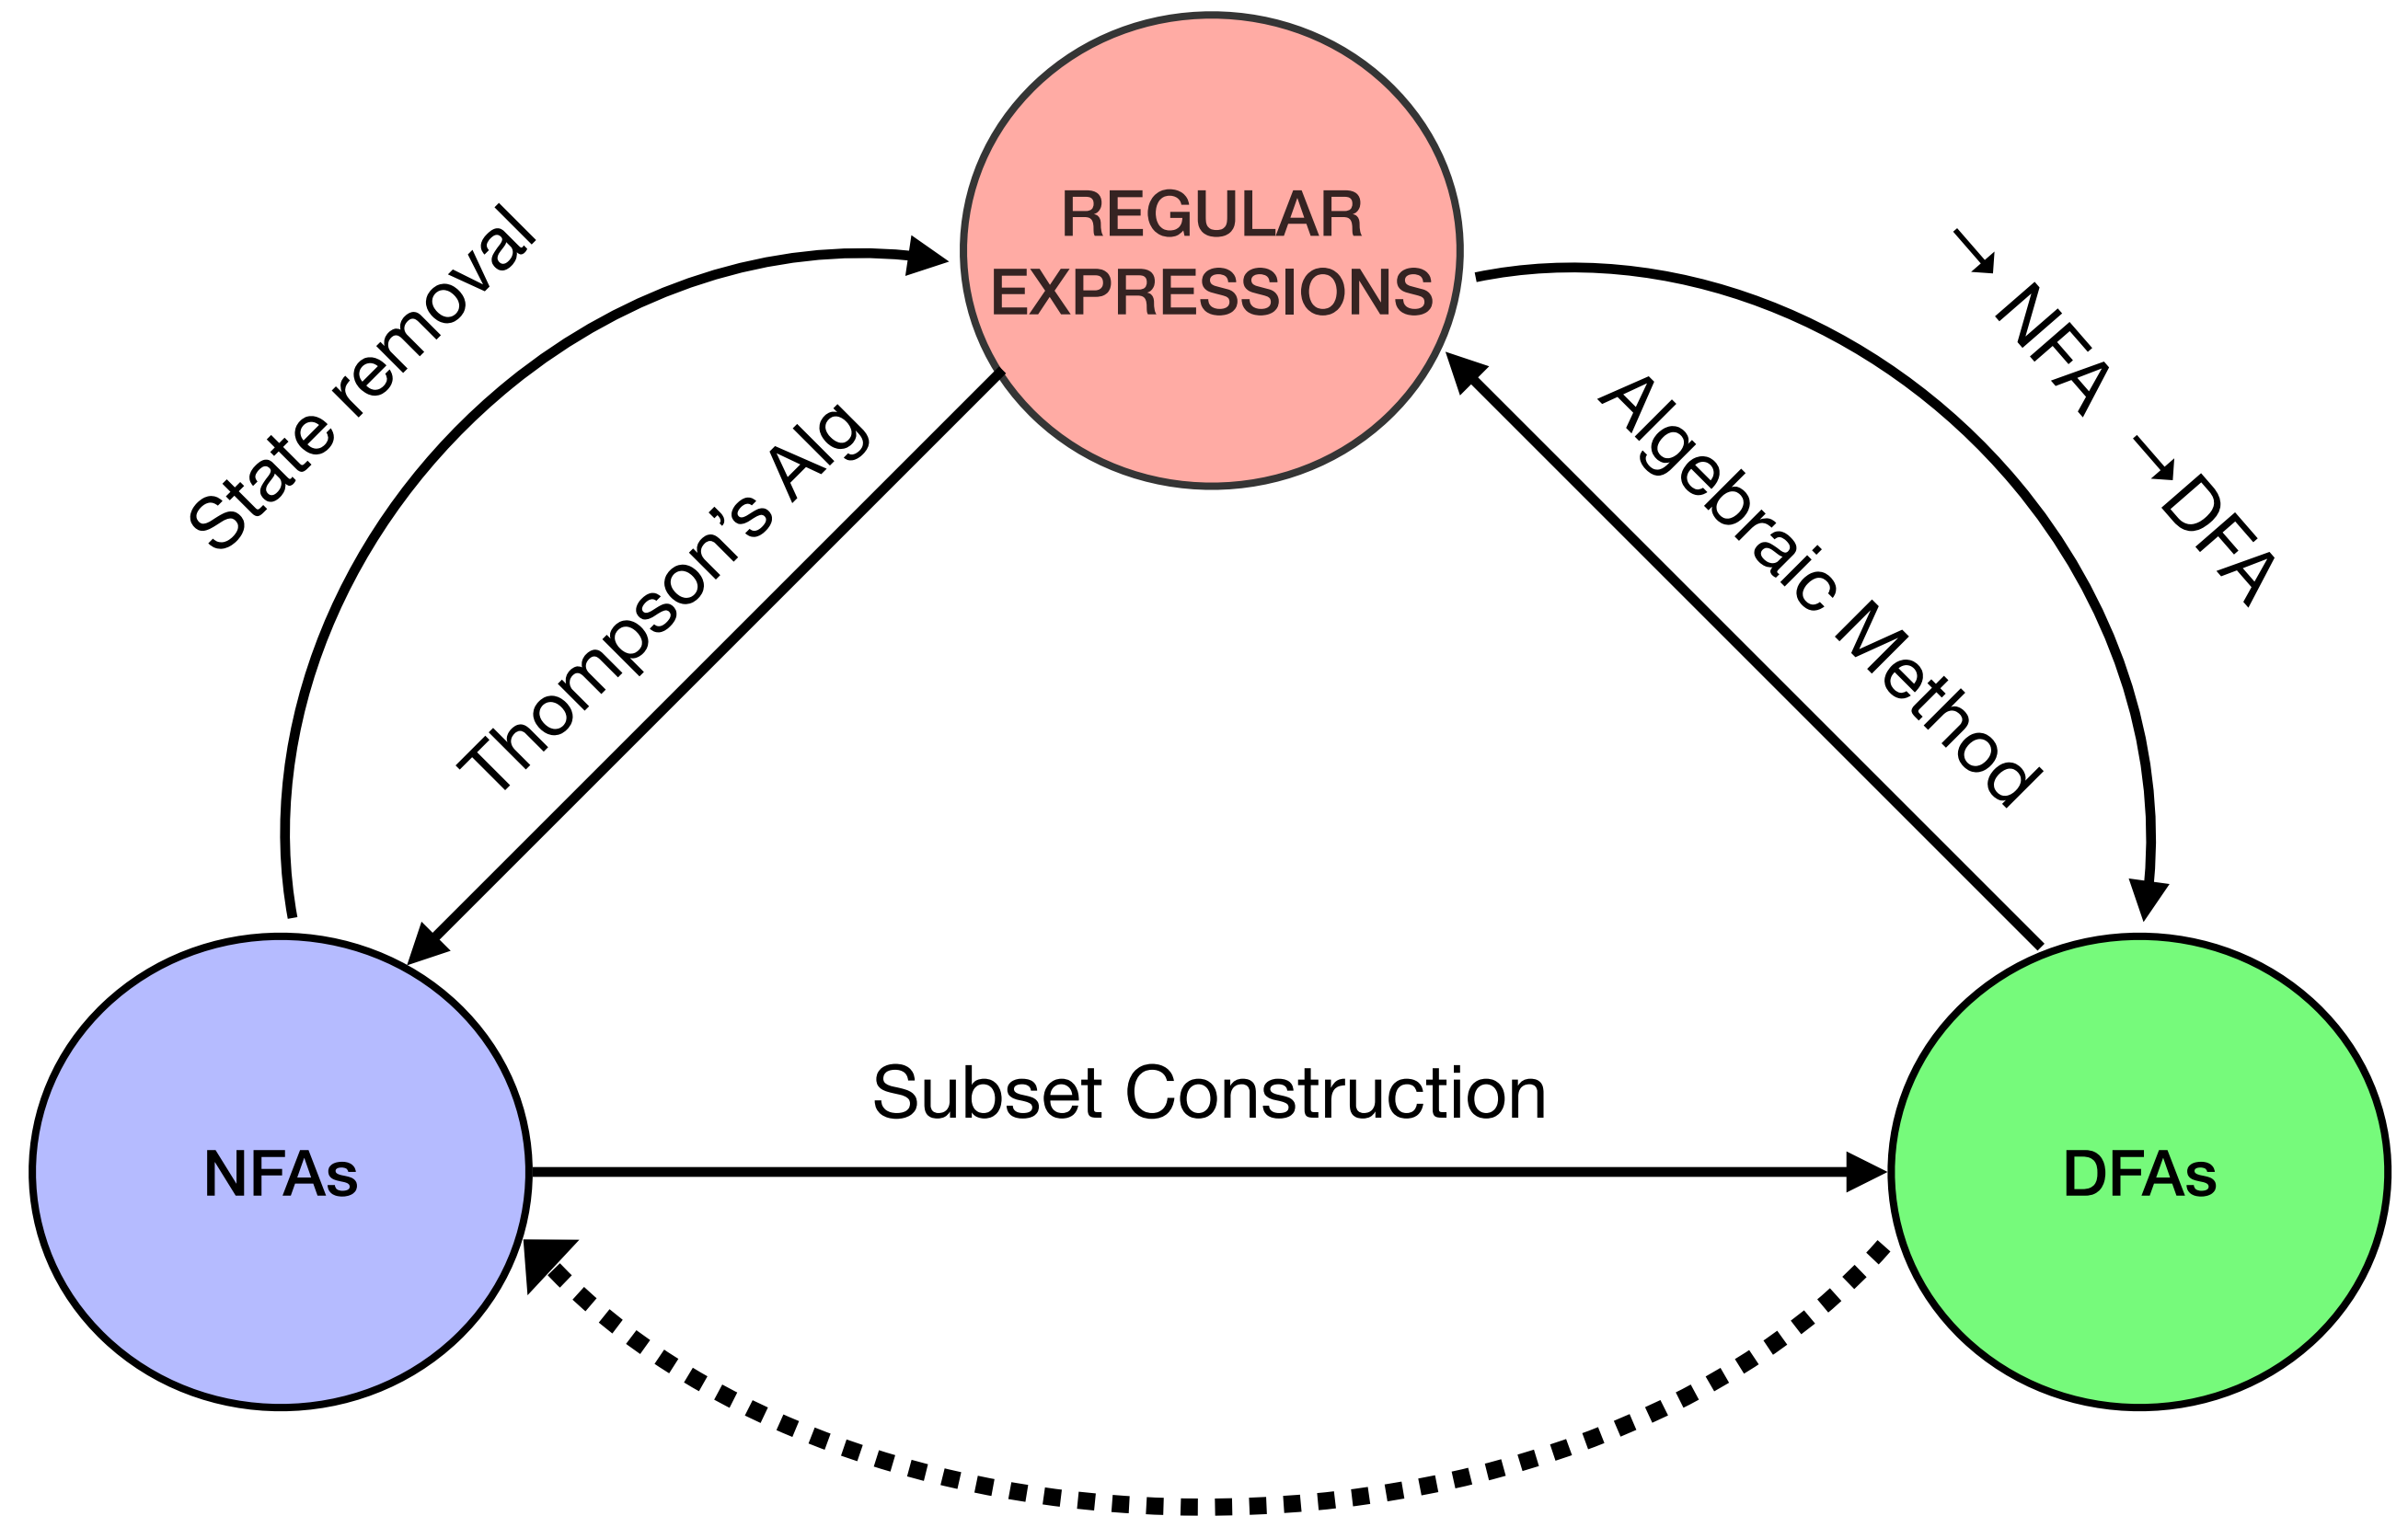 REGULAR
EXPRESSIONS
State removal
Thompson's Alg
→ NFA → DFA
Algebraic Method
Subset Construction
NFAs
DFAs